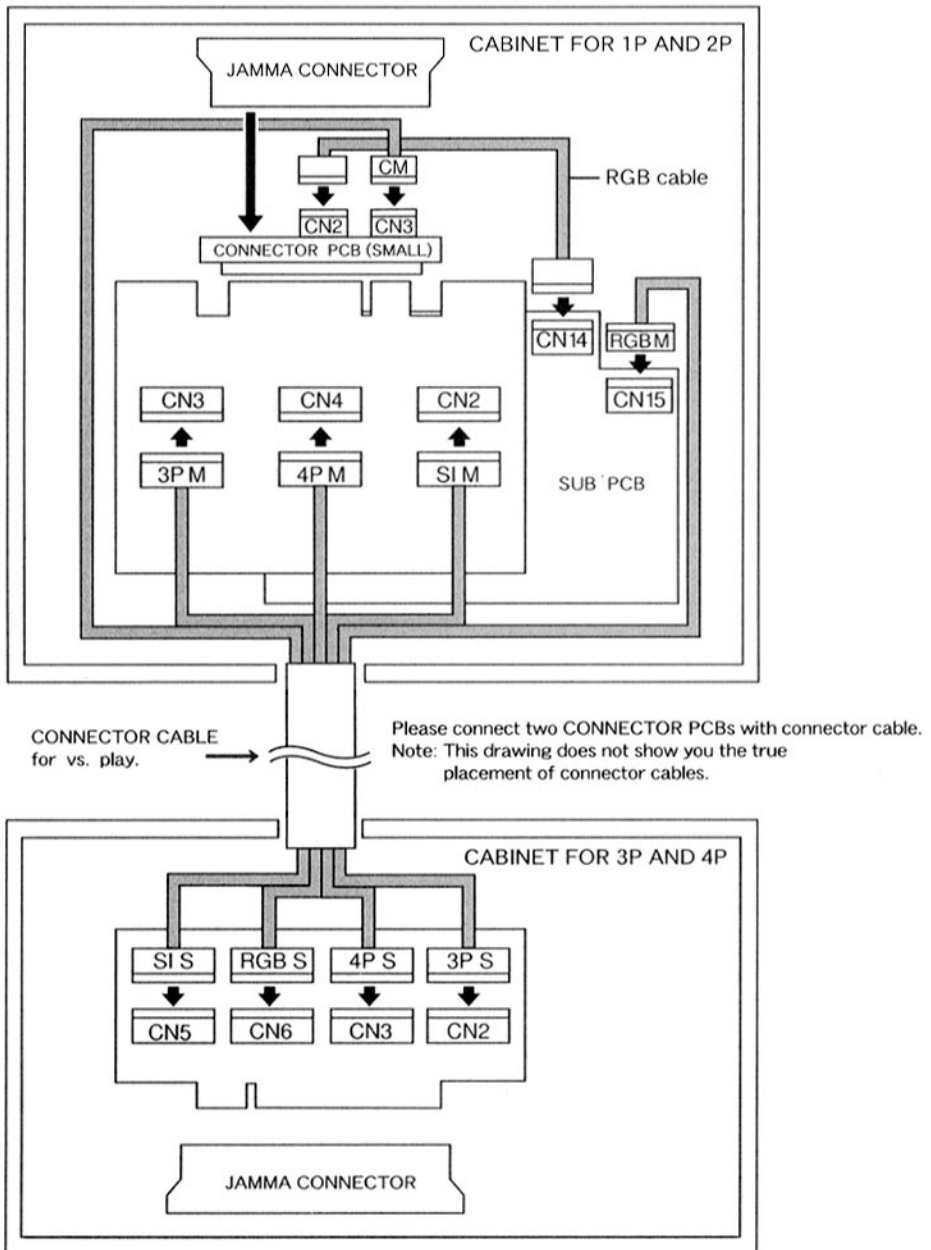 CABINET FOR 1P AND 2P
JAMMA CONNECTOR
CM
RGB cable
CN2
CN3
CONNECTOR PCB (SMALL)
CN14
RGB M
CN15
CN3
CN4
CN2
3P M
4P M
SI M
SUB PCB
CONNECTOR CABLE
for vs. play.
Please connect two CONNECTOR PCBs with connector cable.
Note: This drawing does not show you the true
placement of connector cables.
CABINET FOR 3P AND 4P
SI S
RGB S
4P S
3P S
CN5
CN6
CN3
CN2
JAMMA CONNECTOR